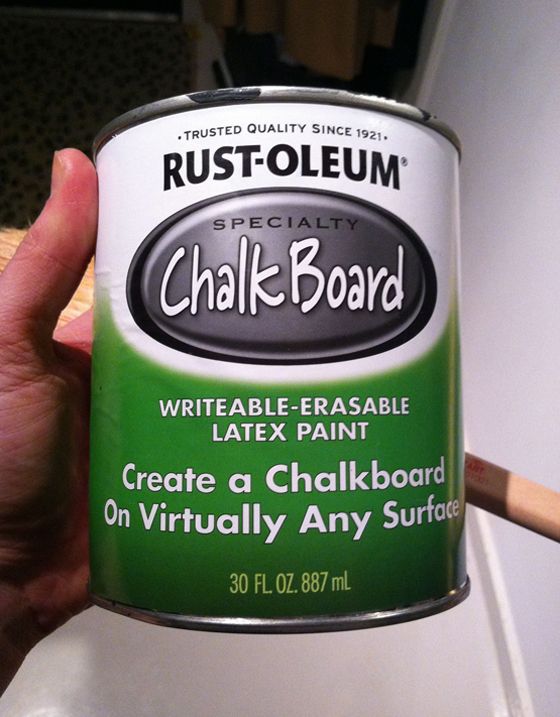 •TRUSTED QUALITY SINCE 1921•
RUST-OLEUM®
SPECIALTY
Chalk Board
WRITEABLE-ERASABLE
LATEX PAINT
Create a Chalkboard
On Virtually Any Surface
30 FL. OZ. 887 mL